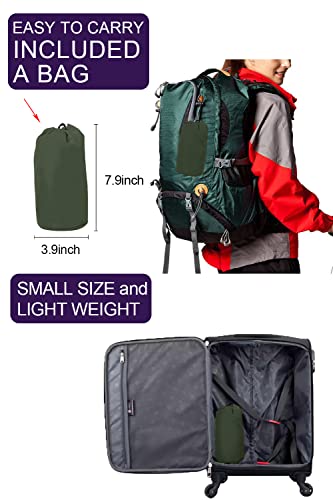 EASY TO CARRY
INCLUDED
A BAG
7.9inch
3.9inch
SMALL SIZE and
LIGHT WEIGHT